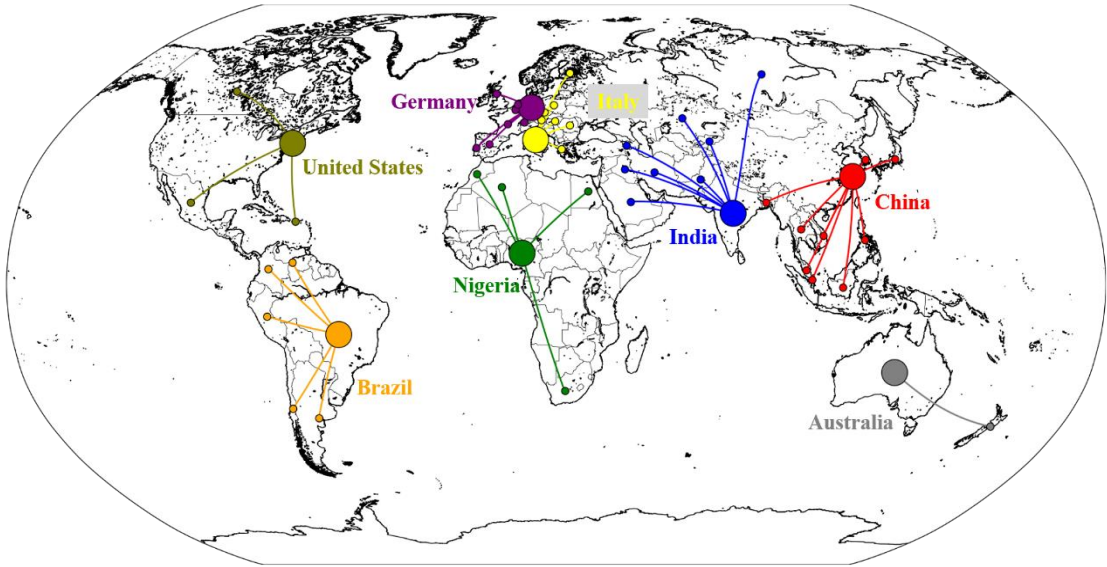 Germany
Italy
United States
China
India
Nigeria
Brazil
Australia